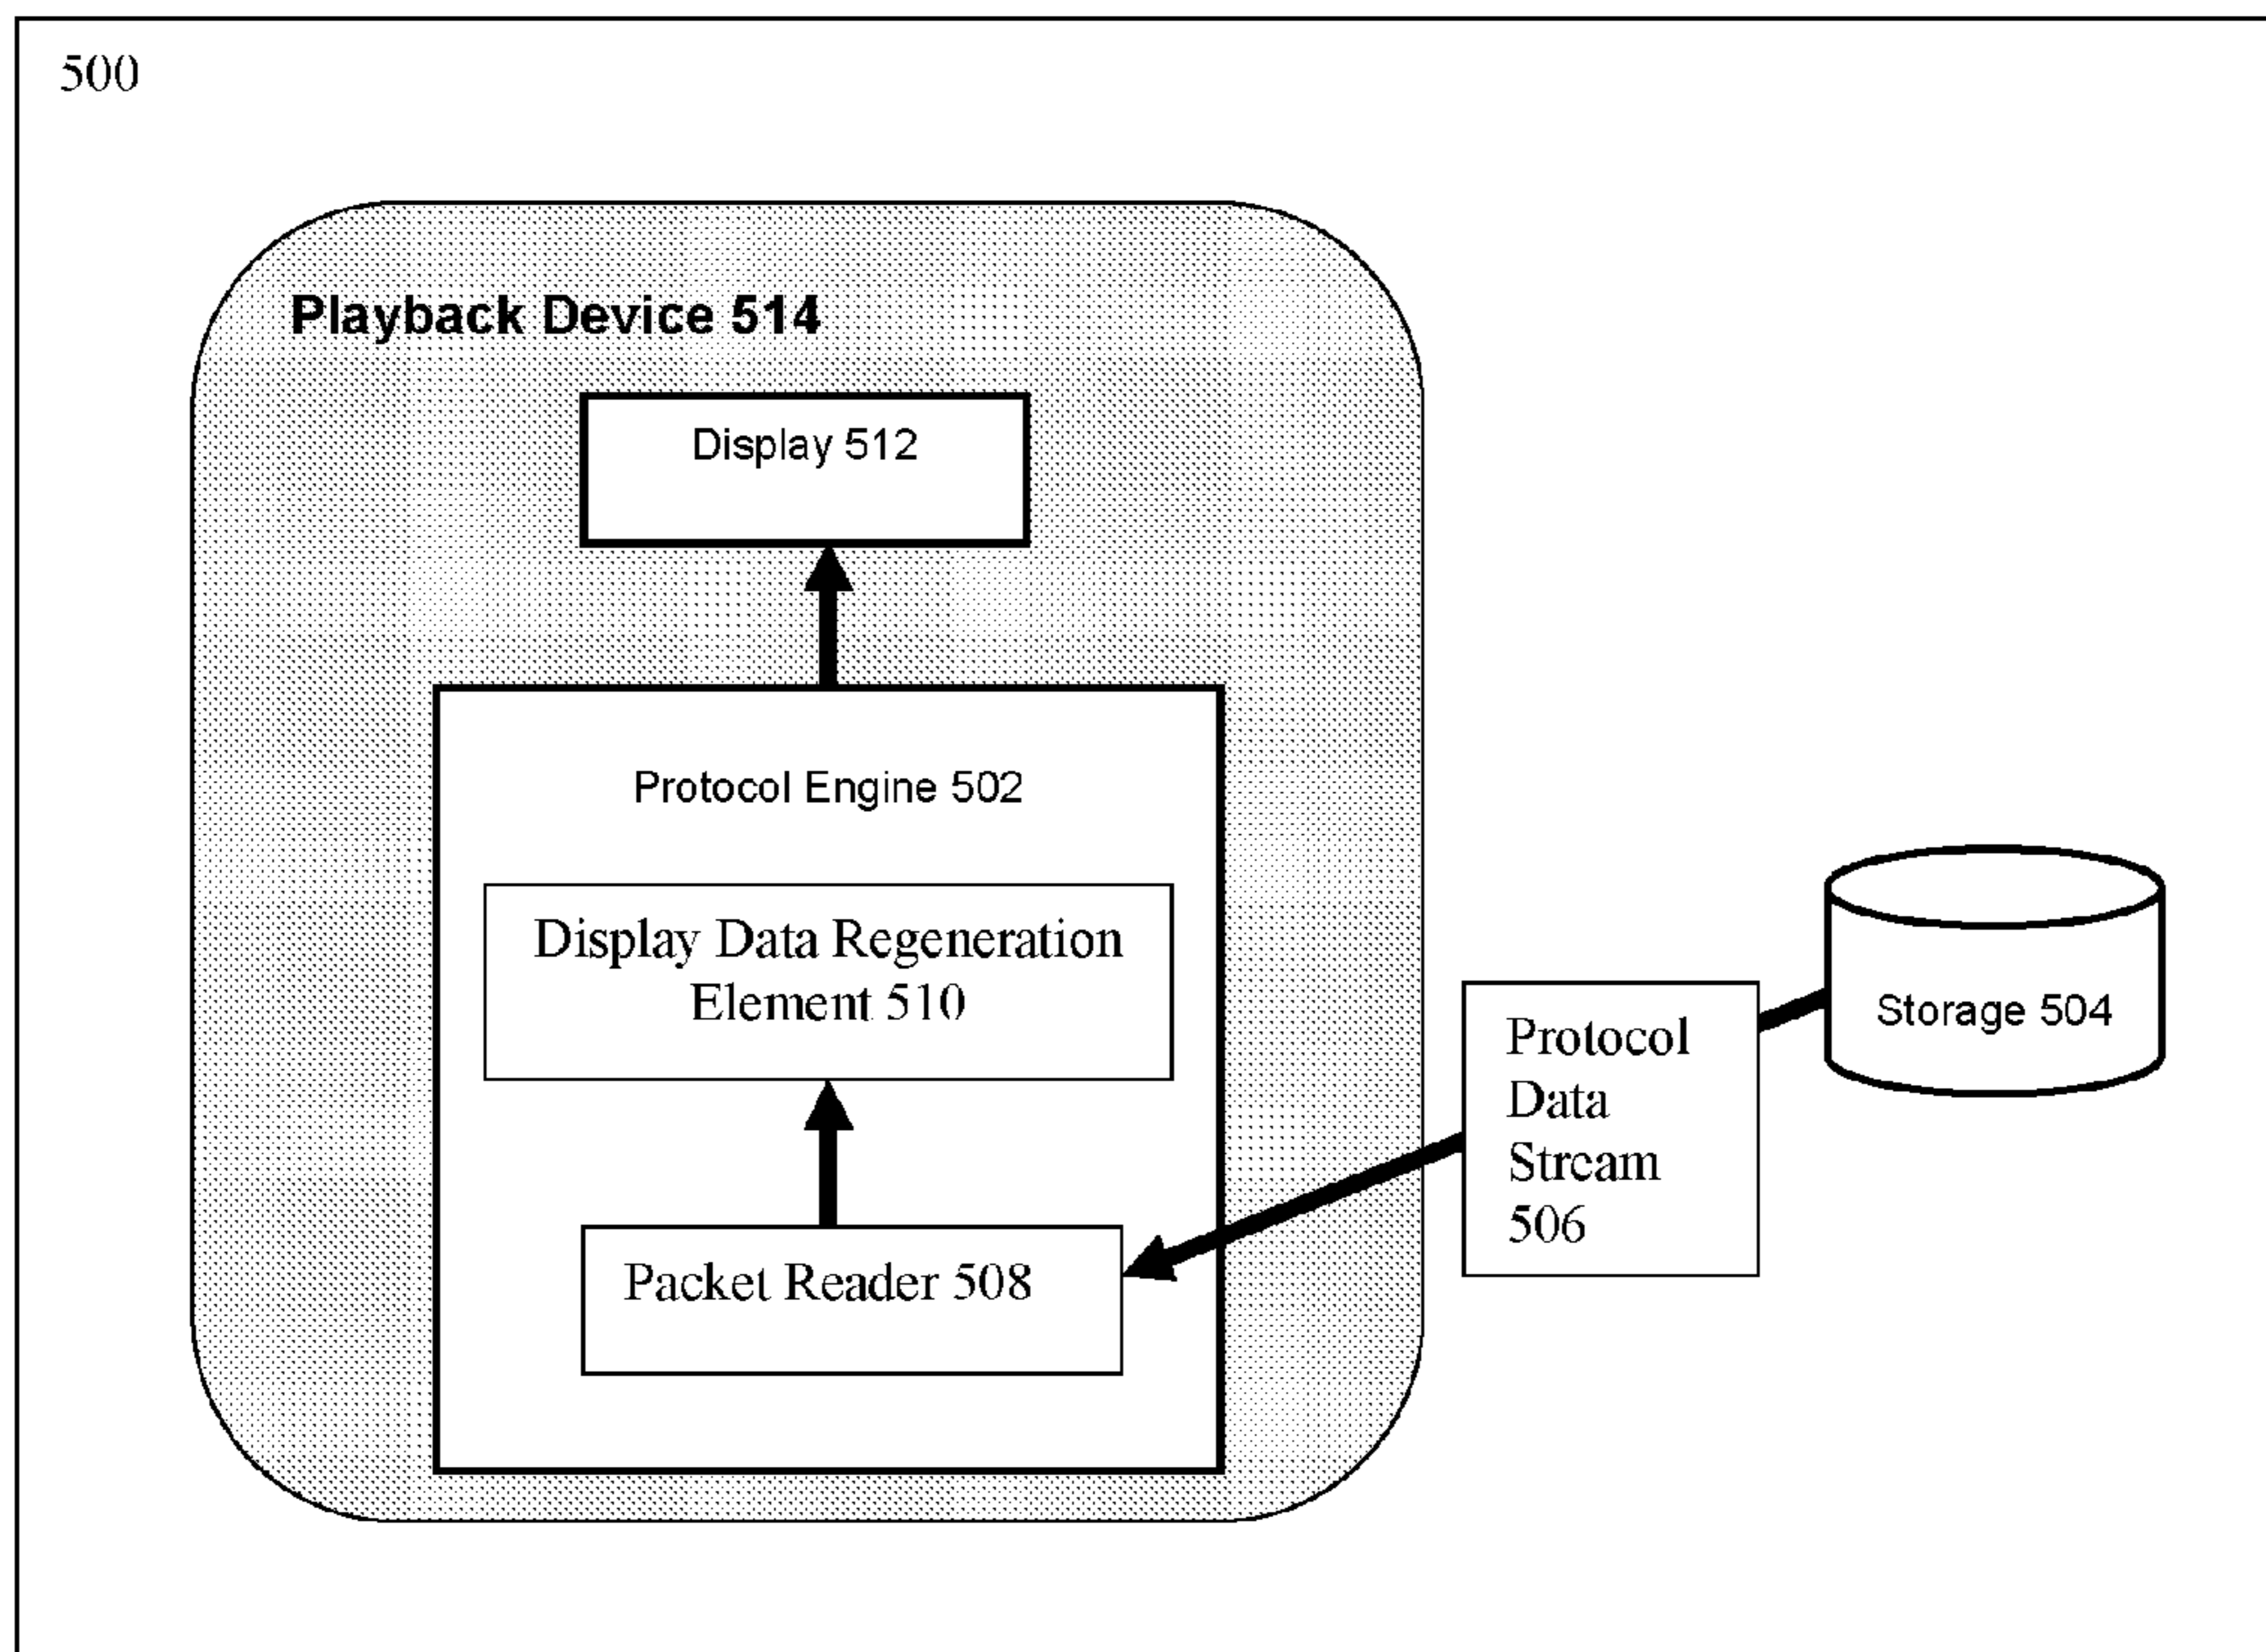 500
Playback Device 514
Display 512
Protocol Engine 502
Display Data Regeneration
Element 510
Packet Reader 508
Protocol
Data
Stream
506
Storage 504